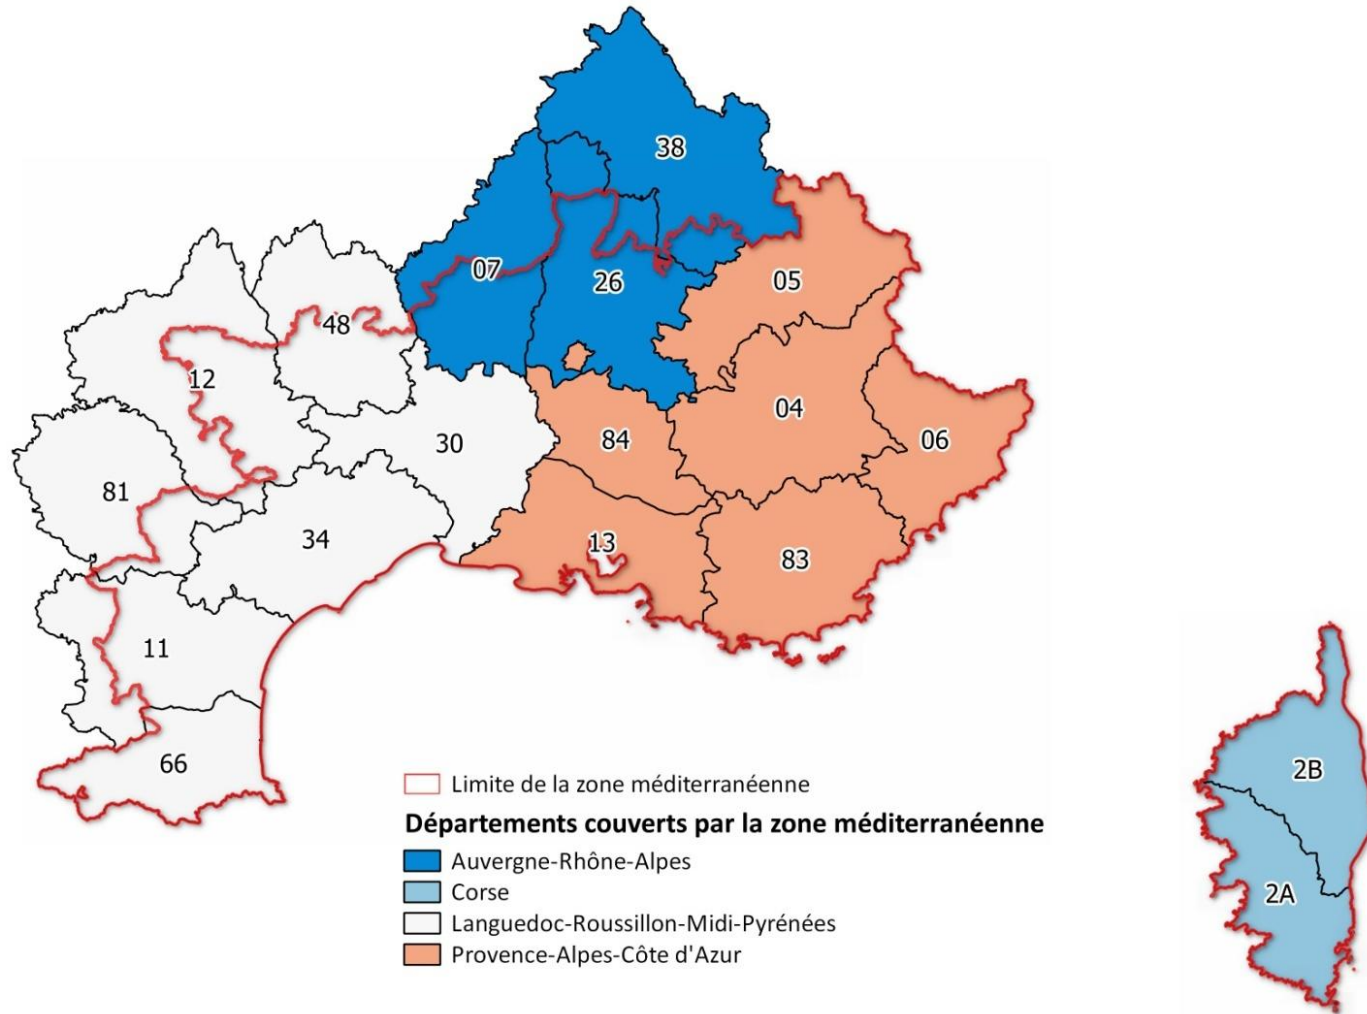 38
07
26
05
48
12
04
30
84
06
81
34
13
83
11
66
2B
2A
Limite de la zone méditerranéenne
Départements couverts par la zone méditerranéenne
Auvergne-Rhône-Alpes
Corse
Languedoc-Roussillon-Midi-Pyrénées
Provence-Alpes-Côte d'Azur